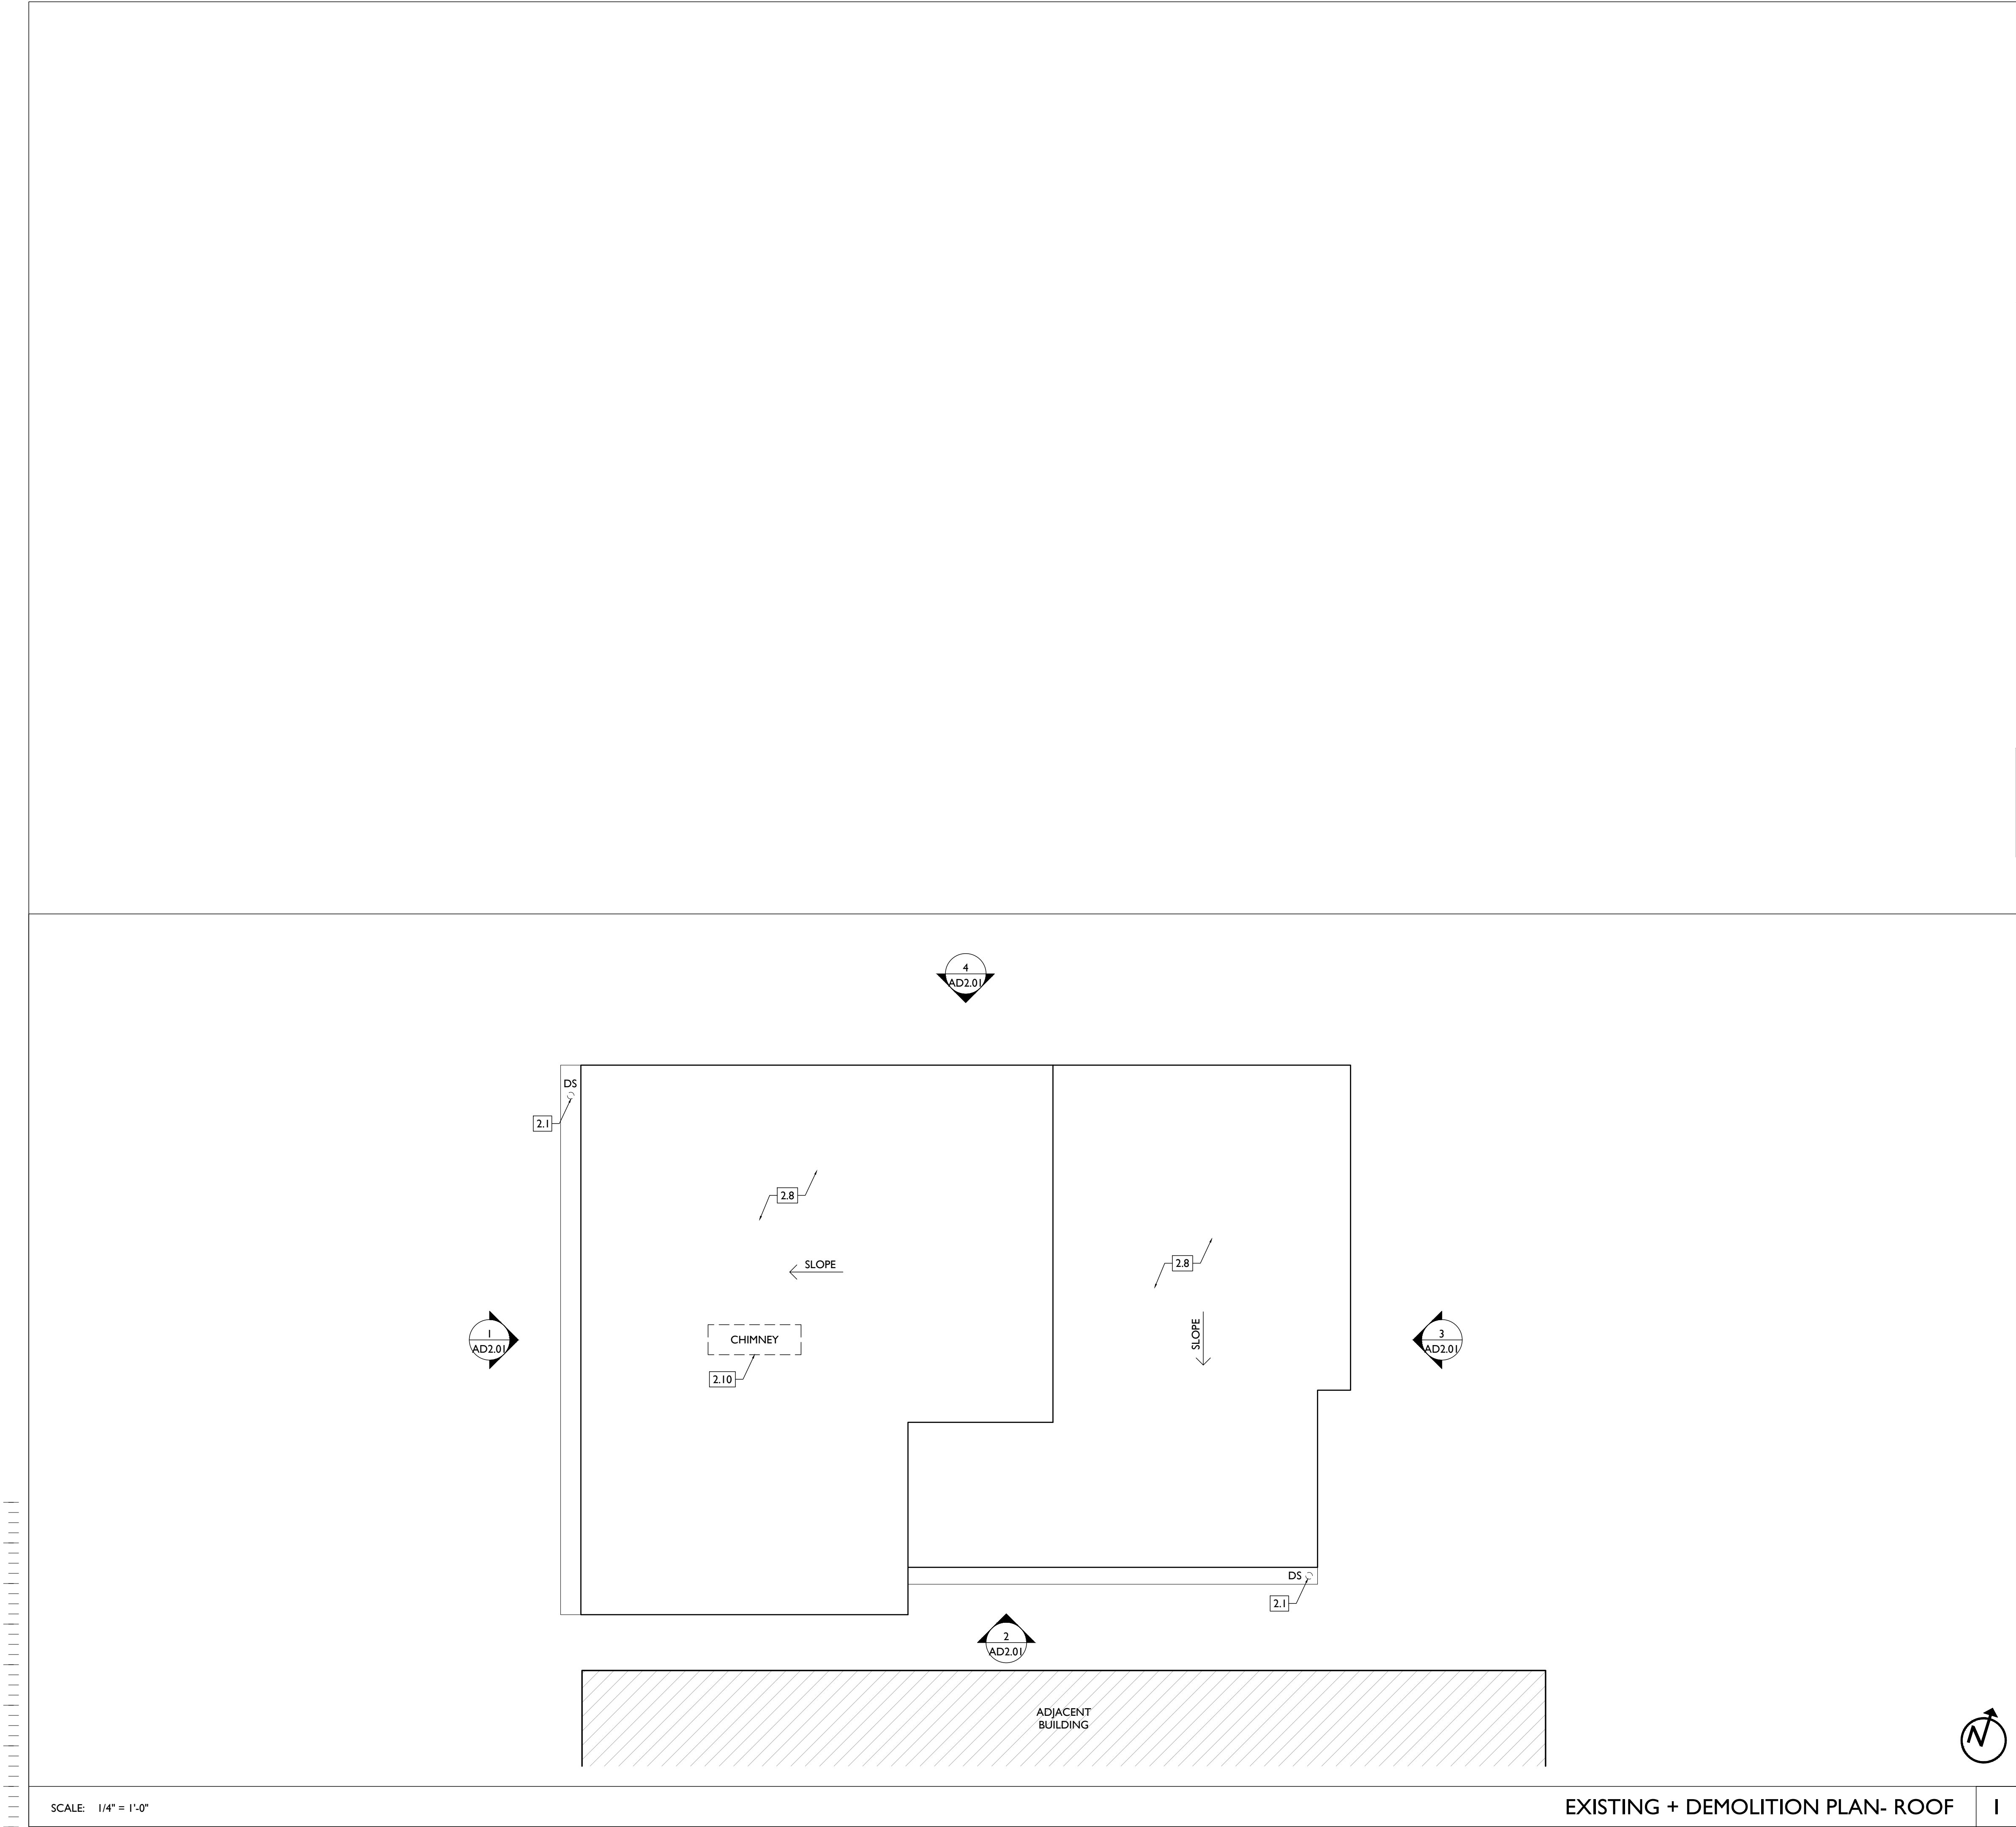 4
AD2.01
DS
2.1
2.8
SLOPE
2.8
SLOPE
1
AD2.01
CHIMNEY
3
AD2.01
2.10
DS
2.1
2
AD2.01
ADJACENT
BUILDING
N
SCALE: 1/4" = 1'-0"
EXISTING + DEMOLITION PLAN- ROOF
1